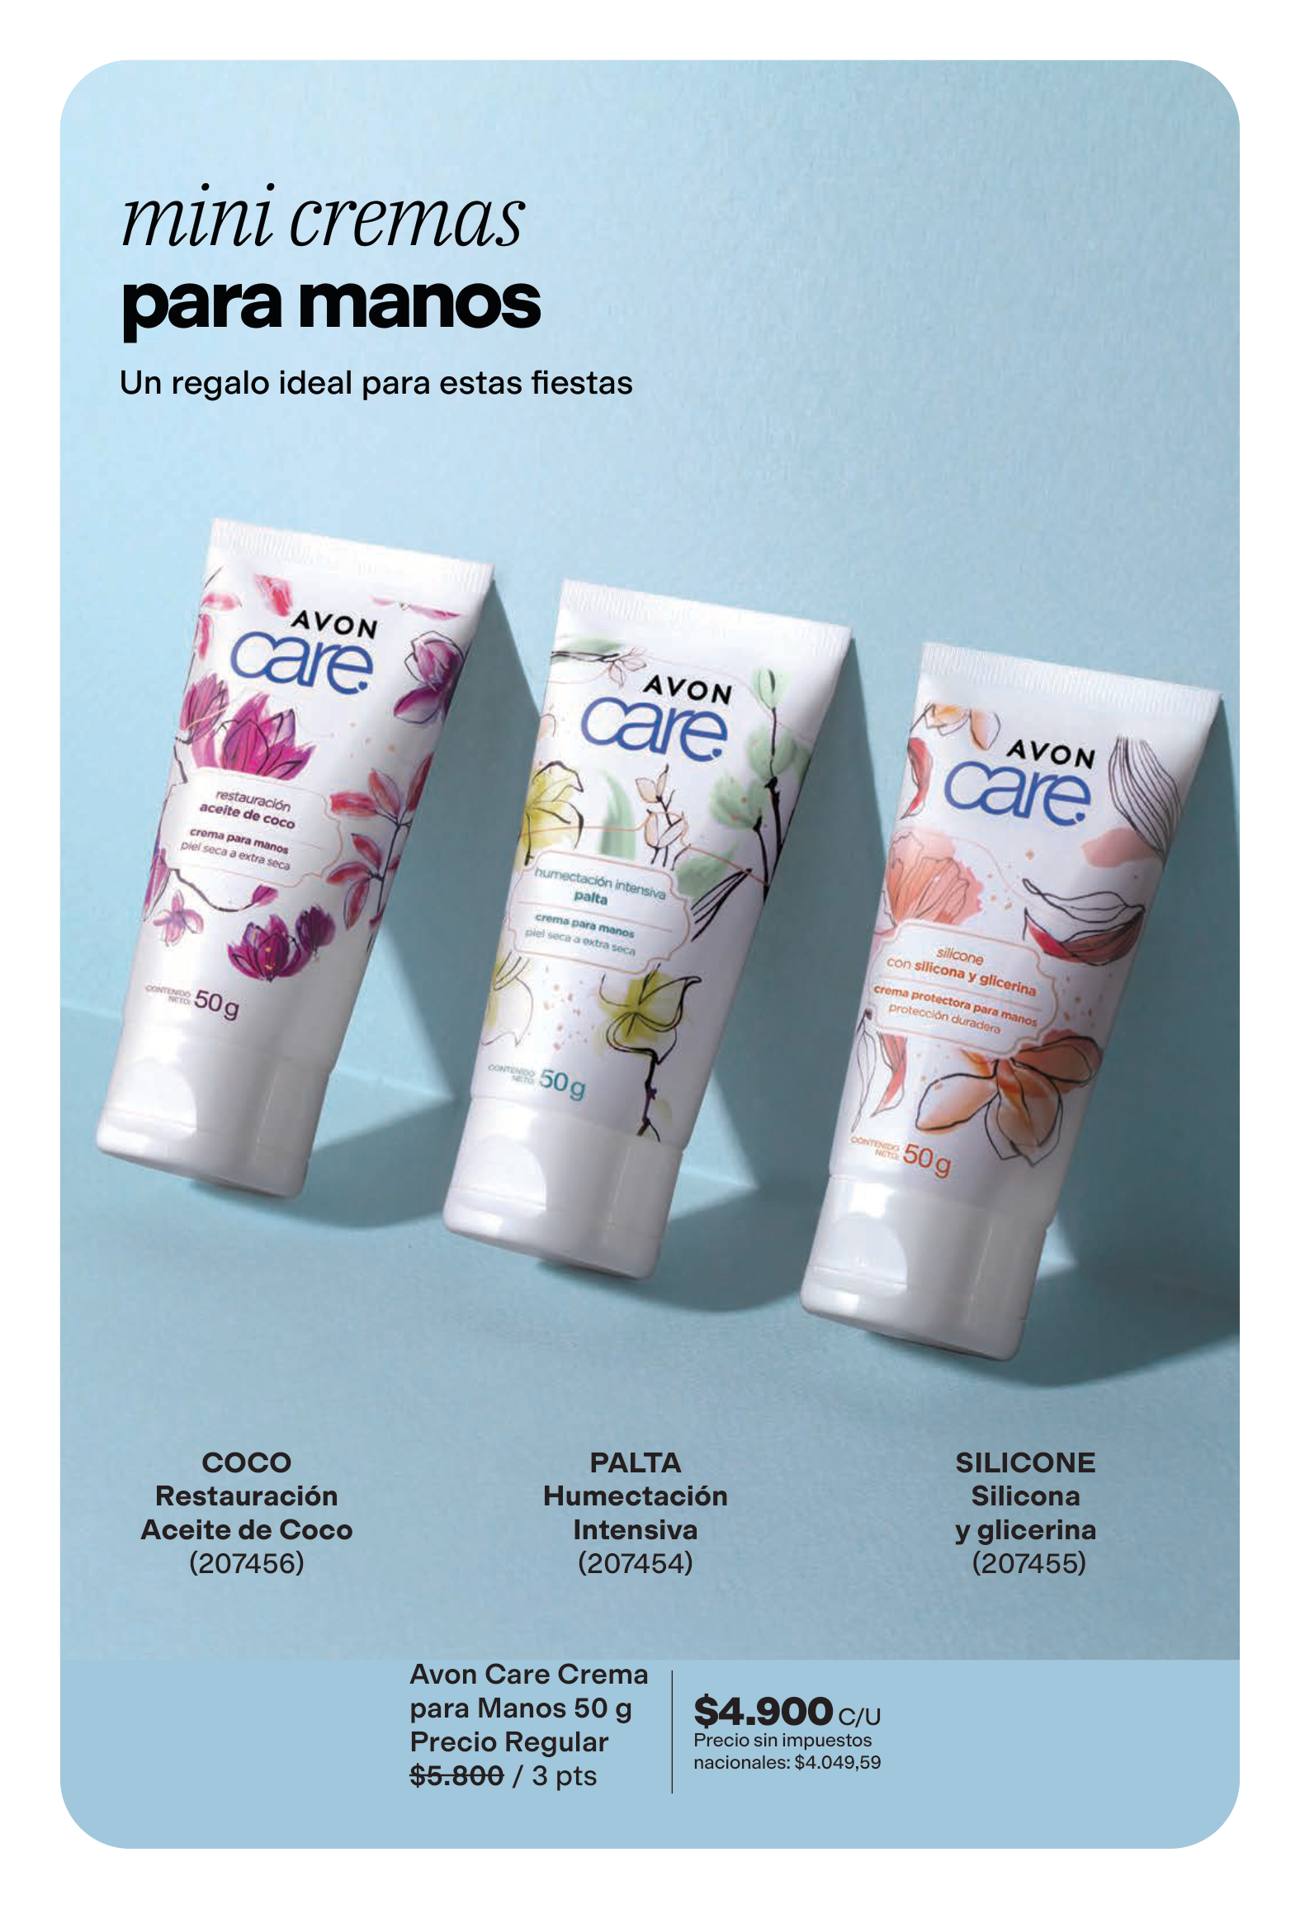 mini cremas
para manos
Un regalo ideal para estas fiestas
AVON
care
restauración
aceite de coco
crema para manos
piel seca a extra seca
CONTENIDO
NETO: 50 g
AVON
care
humectación intensiva
palta
crema para manos
piel seca a extra seca
CONTENIDO
NETO: 50 g
AVON
care
silicone
con silicona y glicerina
crema protectora para manos
protección duradera
CONTENIDO
NETO: 50 g
COCO
Restauración
Aceite de Coco
(207456)
PALTA
Humectación
Intensiva
(207454)
SILICONE
Silicona
y glicerina
(207455)
Avon Care Crema
para Manos 50 g
Precio Regular
$5.800 / 3 pts
$4.900 C/U
Precio sin impuestos
nacionales: $4.049,59